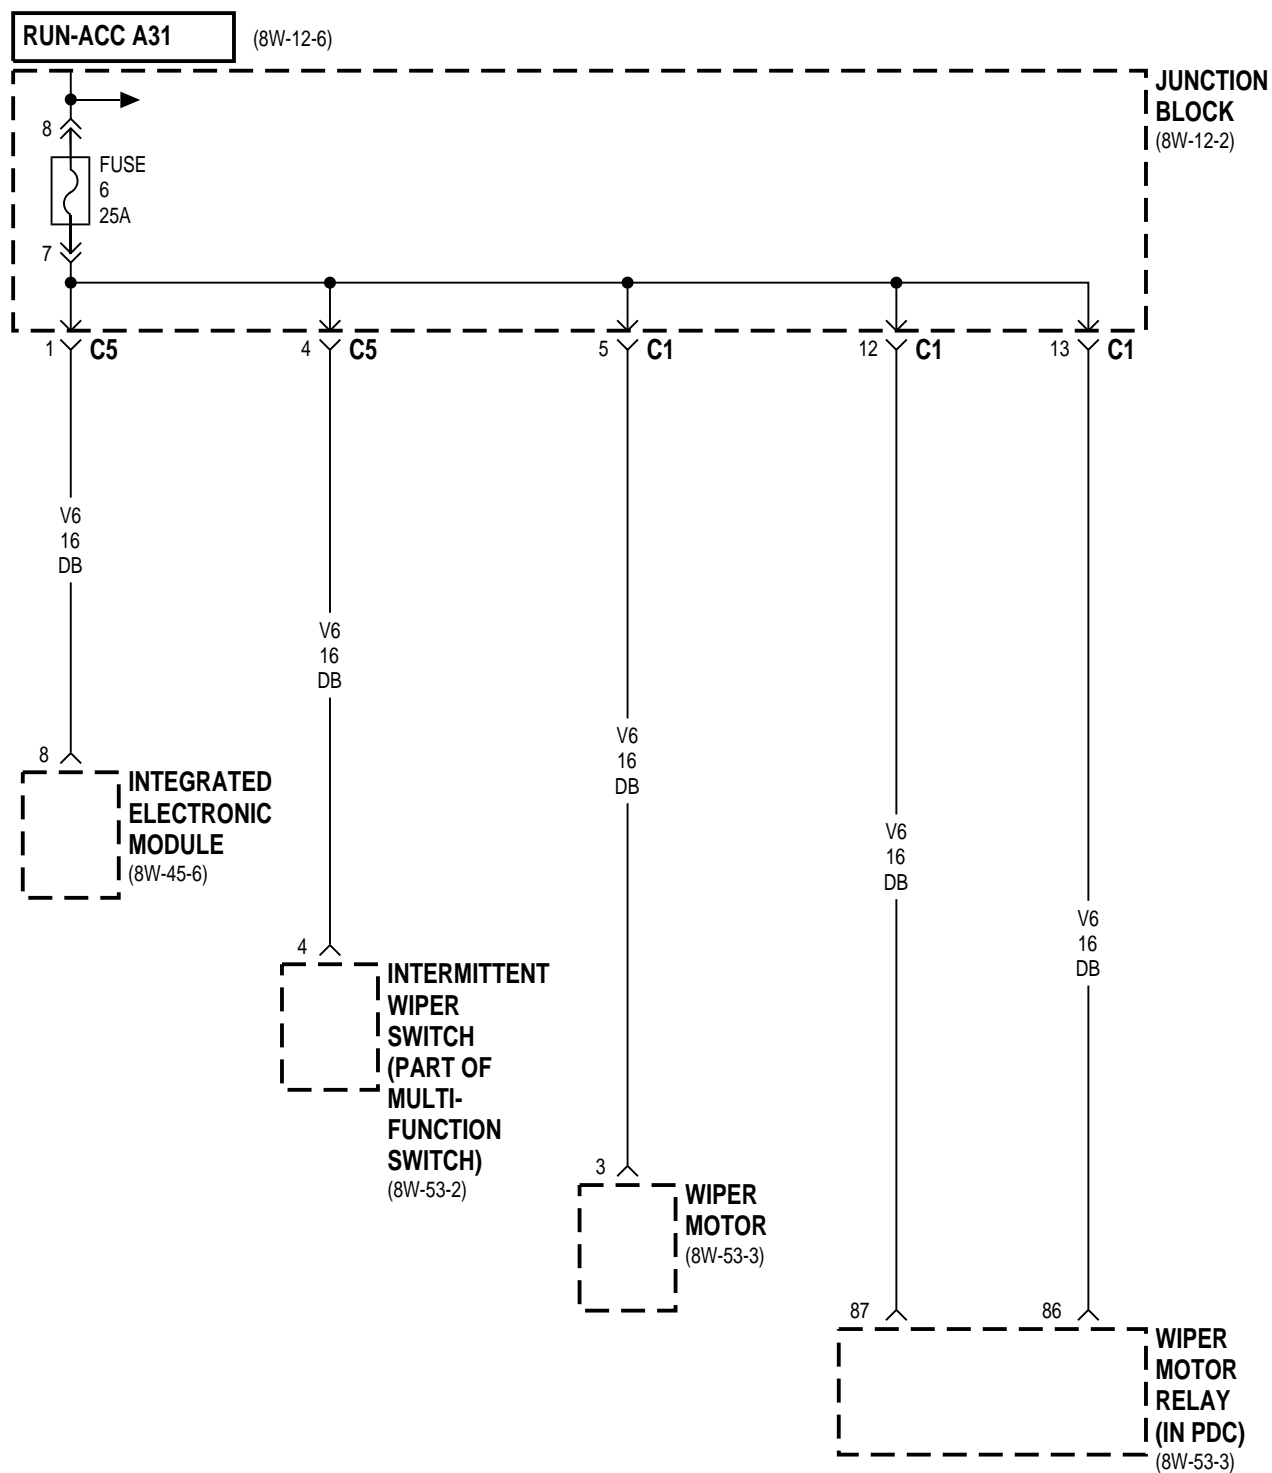 RUN-ACC A31
(8W-12-6)
JUNCTION
BLOCK
(8W-12-2)
8
FUSE
6
25A
7
1 C5
4 C5
5 C1
12 C1
13 C1
V6
16
DB
V6
16
DB
V6
16
DB
V6
16
DB
V6
16
DB
8
INTEGRATED
ELECTRONIC
MODULE
(8W-45-6)
4
INTERMITTENT
WIPER
SWITCH
(PART OF
MULTI-
FUNCTION
SWITCH)
(8W-53-2)
3
WIPER
MOTOR
(8W-53-3)
87
86
WIPER
MOTOR
RELAY
(IN PDC)
(8W-53-3)